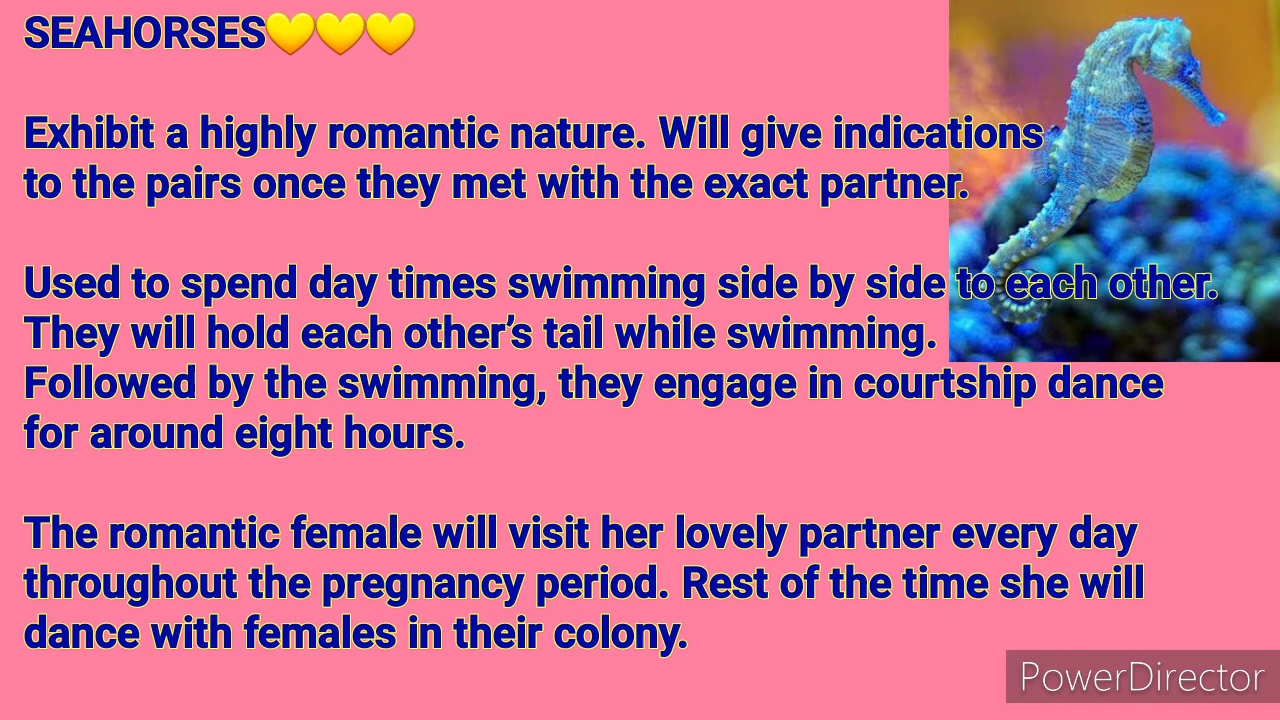 SEAHORSES💛💛💛
Exhibit a highly romantic nature. Will give indications
to the pairs once they met with the exact partner.
Used to spend day times swimming side by side to each other.
They will hold each other’s tail while swimming.
Followed by the swimming, they engage in courtship dance
for around eight hours.
The romantic female will visit her lovely partner every day
throughout the pregnancy period. Rest of the time she will
dance with females in their colony.
PowerDirector